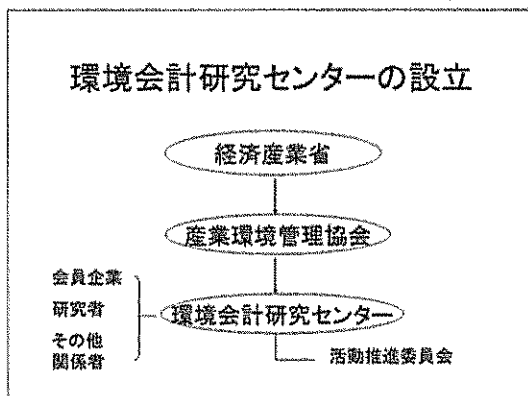 環境会計研究センターの設立
経済産業省
産業環境管理協会
会員企業
研究者
その他
関係者
環境会計研究センター
活動推進委員会